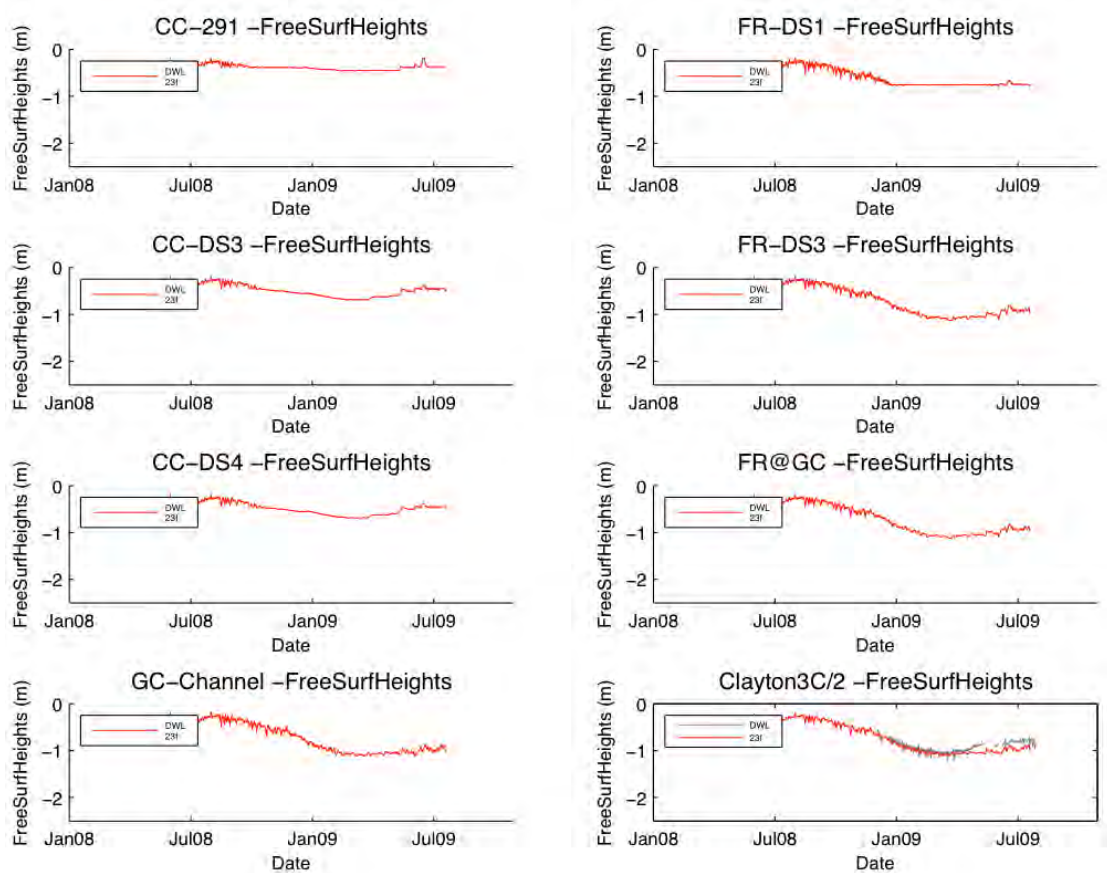 CC-291 -FreeSurfHeights
FreeSurfHeights (m)
0
-1
-2
DWL
23f
Jan08 Jul08 Jan09 Jul09
Date
FR-DS1 -FreeSurfHeights
FreeSurfHeights (m)
0
-1
-2
DWL
23f
Jan08 Jul08 Jan09 Jul09
Date
CC-DS3 -FreeSurfHeights
FreeSurfHeights (m)
0
-1
-2
DWL
23f
Jan08 Jul08 Jan09 Jul09
Date
FR-DS3 -FreeSurfHeights
FreeSurfHeights (m)
0
-1
-2
DWL
23f
Jan08 Jul08 Jan09 Jul09
Date
CC-DS4 -FreeSurfHeights
FreeSurfHeights (m)
0
-1
-2
DWL
23f
Jan08 Jul08 Jan09 Jul09
Date
FR@GC -FreeSurfHeights
FreeSurfHeights (m)
0
-1
-2
DWL
23f
Jan08 Jul08 Jan09 Jul09
Date
GC-Channel -FreeSurfHeights
FreeSurfHeights (m)
0
-1
-2
DWL
23f
Jan08 Jul08 Jan09 Jul09
Date
Clayton3C/2 -FreeSurfHeights
FreeSurfHeights (m)
0
-1
-2
DWL
23f
Jan08 Jul08 Jan09 Jul09
Date